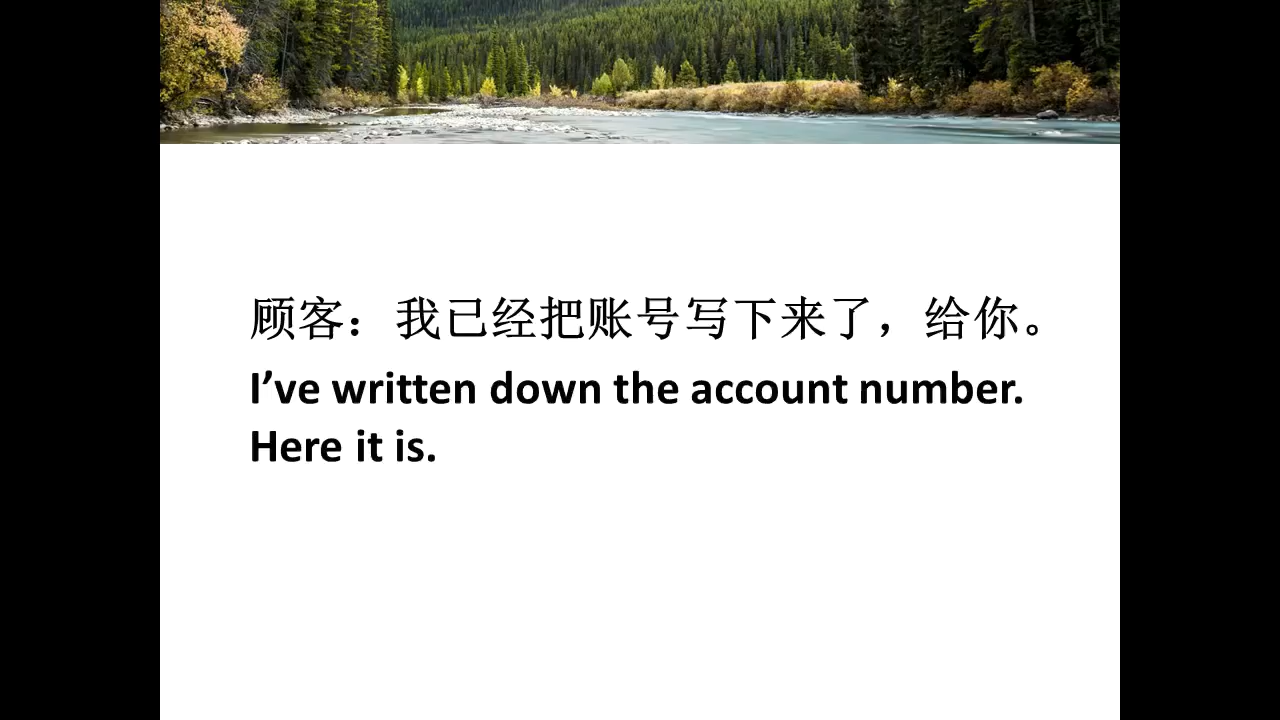 顾客：我已经把账号写下来了，给你。
I’ve written down the account number.
Here it is.